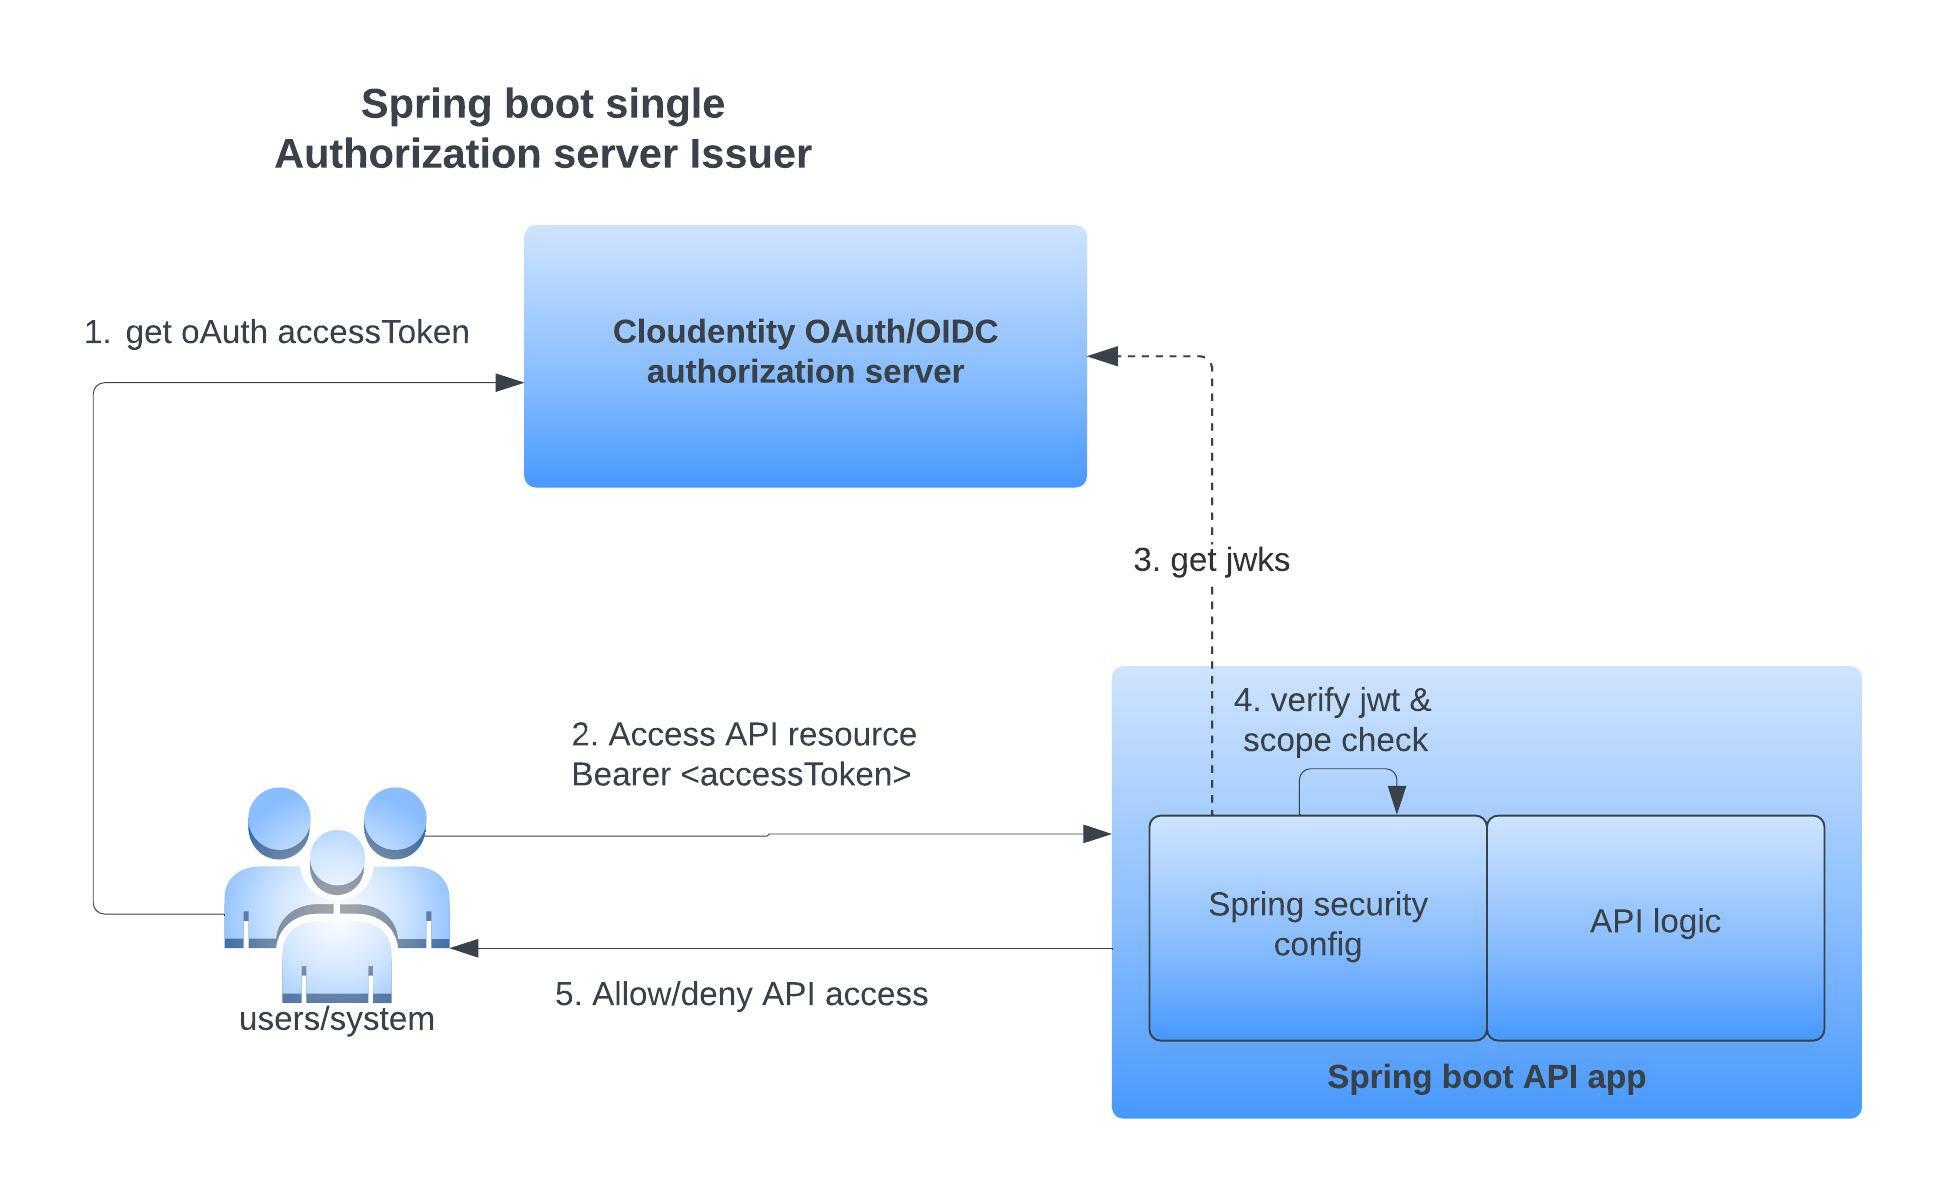 Spring boot single
Authorization server Issuer
Cloudentity OAuth/OIDC
authorization server
1. get oAuth accessToken
3. get jwks
4. verify jwt &
scope check
2. Access API resource
Bearer <accessToken>
Spring security
config
API logic
5. Allow/deny API access
users/system
Spring boot API app